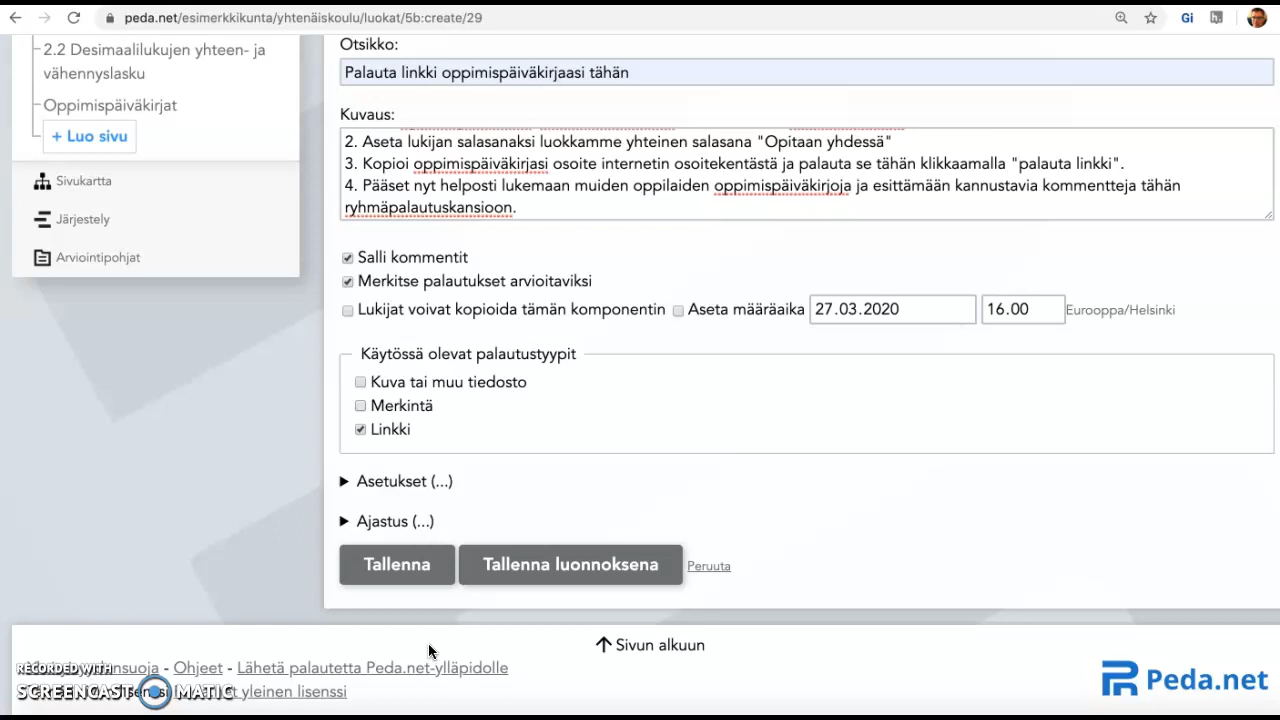 peda.net/esimerkkikunta/yhtenäiskoulu/luokat/5b:create/29
Gi
2.2 Desimaalilukujen yhteen- ja
vähennyslasku
Oppimispäiväkirjat
+ Luo sivu
Sivukartta
Järjestely
Arviointipohjat
Otsikko:
Palauta linkki oppimispäiväkirjaasi tähän
Kuvaus:
2. Aseta lukijan salasanaksi luokkamme yhteinen salasana "Opitaan yhdessä"
3. Kopioi oppimispäiväkirjasi osoite internetin osoitekentästä ja palauta se tähän klikkaamalla "palauta linkki".
4. Pääset nyt helposti lukemaan muiden oppilaiden oppimispäiväkirjoja ja esittämään kannustavia kommentteja tähän
ryhmäpalautuskansioon.
Salli kommentit
Merkitse palautukset arvioitaviksi
Lukijat voivat kopioida tämän komponentin Aseta määräaika 27.03.2020 16.00 Eurooppa/Helsinki
Käytössä olevat palautustyypit
Kuva tai muu tiedosto
Merkintä
Linkki
Asetukset (...)
Ajastus (...)
Tallenna Tallenna luonnoksena Peruuta
Sivun alkuun
- Ohjeet - Lähetä palautetta Peda.net-ylläpidolle
yleinen lisenssi
RECORDED WITH
SCREENCAST MATIC
Peda.net